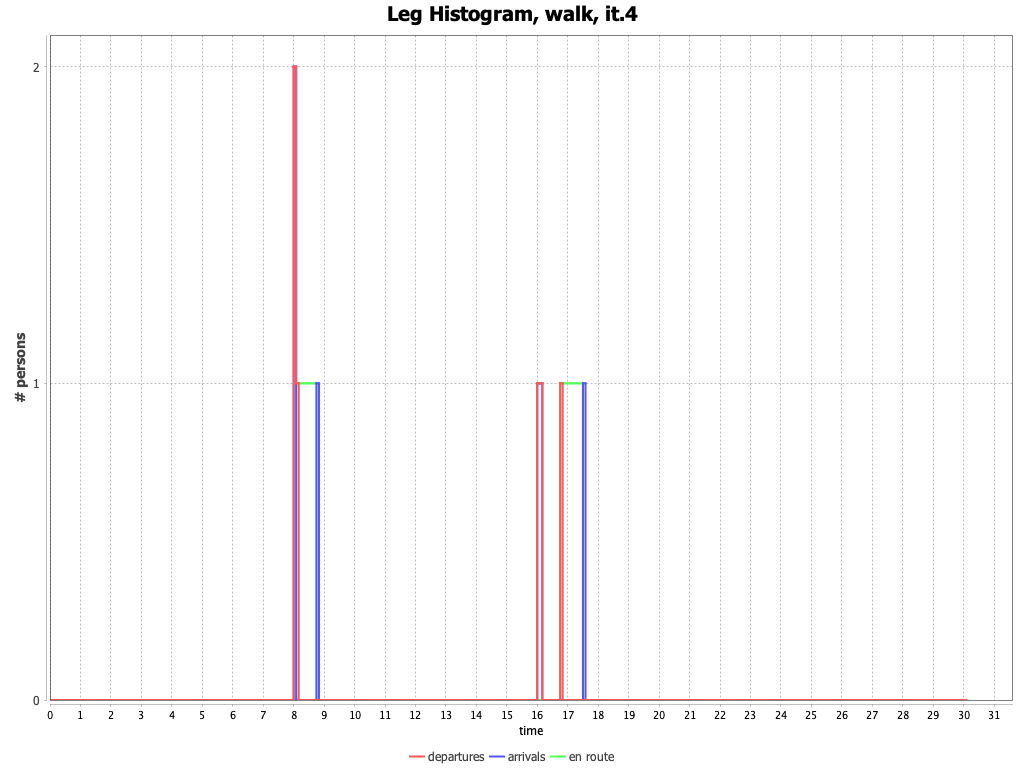 Leg Histogram, walk, it.4
# persons
2
1
0
0 1 2 3 4 5 6 7 8 9 10 11 12 13 14 15 16 17 18 19 20 21 22 23 24 25 26 27 28 29 30 31
time
departures arrivals en route